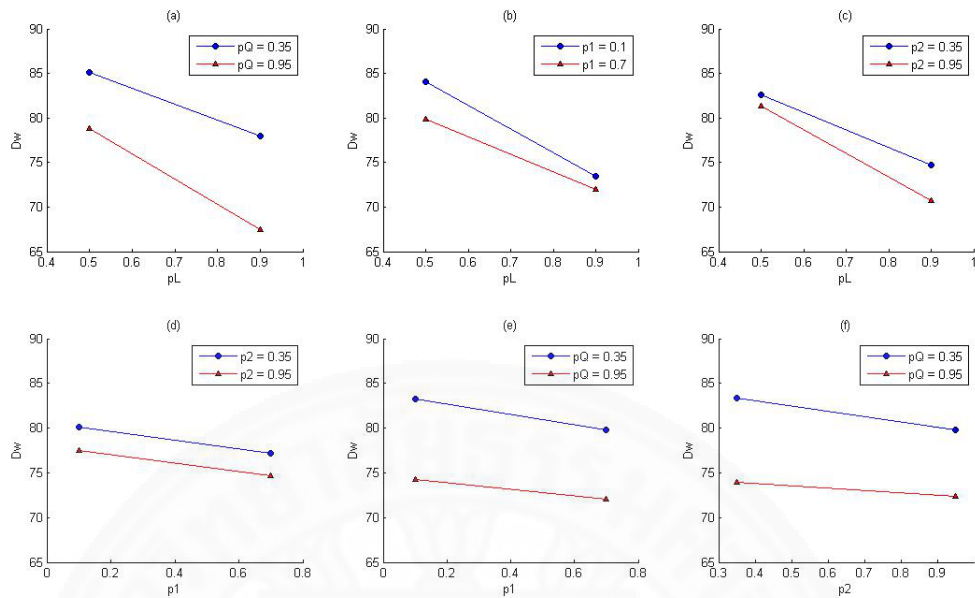 (a)
90
85
80
75
70
65
Dw
0.4 0.5 0.6 0.7 0.8 0.9 1
pL
pQ = 0.35
pQ = 0.95
(b)
90
85
80
75
70
65
Dw
0.4 0.5 0.6 0.7 0.8 0.9 1
pL
p1 = 0.1
p1 = 0.7
(c)
90
85
80
75
70
65
Dw
0.4 0.5 0.6 0.7 0.8 0.9 1
pL
p2 = 0.35
p2 = 0.95
(d)
90
85
80
75
70
65
Dw
0 0.2 0.4 0.6 0.8
p1
p2 = 0.35
p2 = 0.95
(e)
90
85
80
75
70
65
Dw
0 0.2 0.4 0.6 0.8
p1
pQ = 0.35
pQ = 0.95
(f)
90
85
80
75
70
65
Dw
0.3 0.4 0.5 0.6 0.7 0.8 0.9
p2
pQ = 0.35
pQ = 0.95